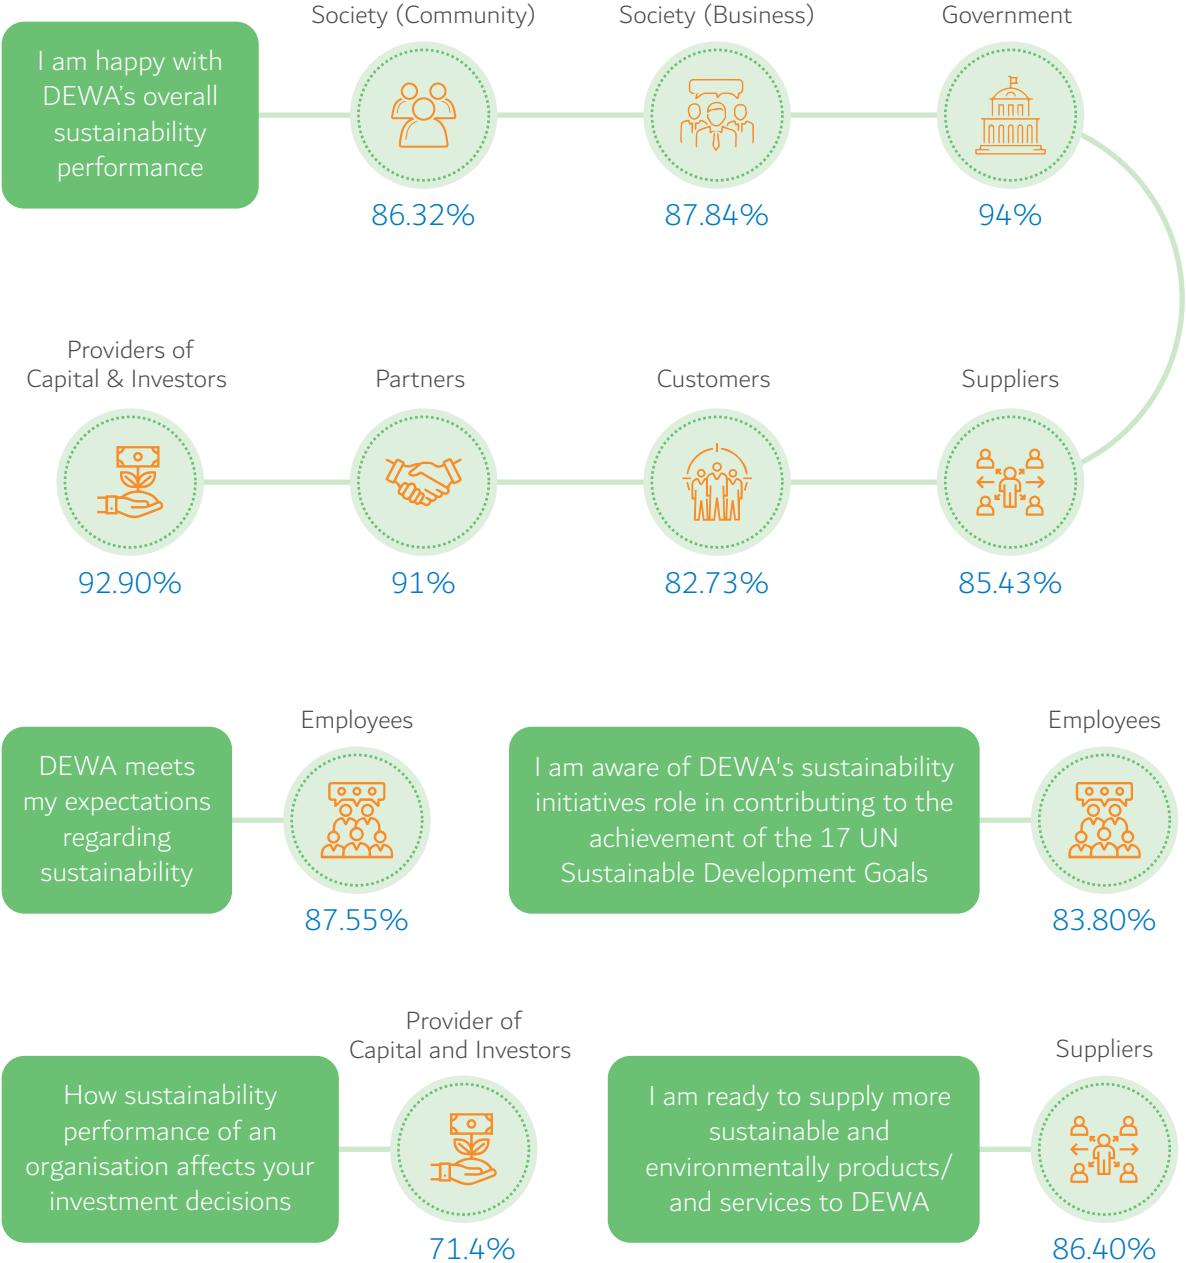 I am happy with
DEWA’s overall
sustainability
performance
Society (Community)
86.32%
Society (Business)
87.84%
Government
94%
Providers of
Capital & Investors
92.90%
Partners
91%
Customers
82.73%
Suppliers
85.43%
DEWA meets
my expectations
regarding
sustainability
Employees
87.55%
I am aware of DEWA's sustainability
initiatives role in contributing to the
achievement of the 17 UN
Sustainable Development Goals
Employees
83.80%
How sustainability
performance of an
organisation affects your
investment decisions
Provider of
Capital and Investors
71.4%
I am ready to supply more
sustainable and
environmentally products/
and services to DEWA
Suppliers
86.40%